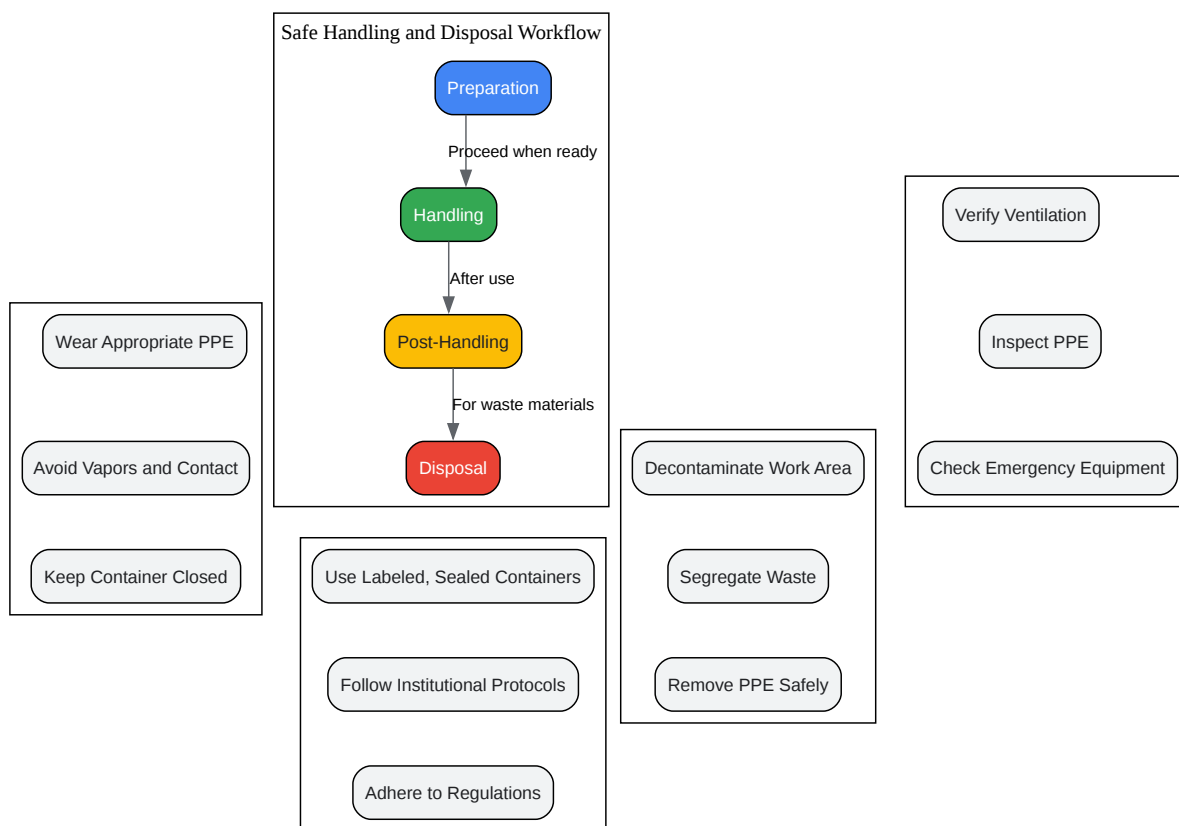 Safe Handling and Disposal Workflow
Preparation
Proceed when ready
Handling
After use
Post-Handling
For waste materials
Disposal
Wear Appropriate PPE
Avoid Vapors and Contact
Keep Container Closed
Use Labeled, Sealed Containers
Follow Institutional Protocols
Adhere to Regulations
Decontaminate Work Area
Segregate Waste
Remove PPE Safely
Verify Ventilation
Inspect PPE
Check Emergency Equipment